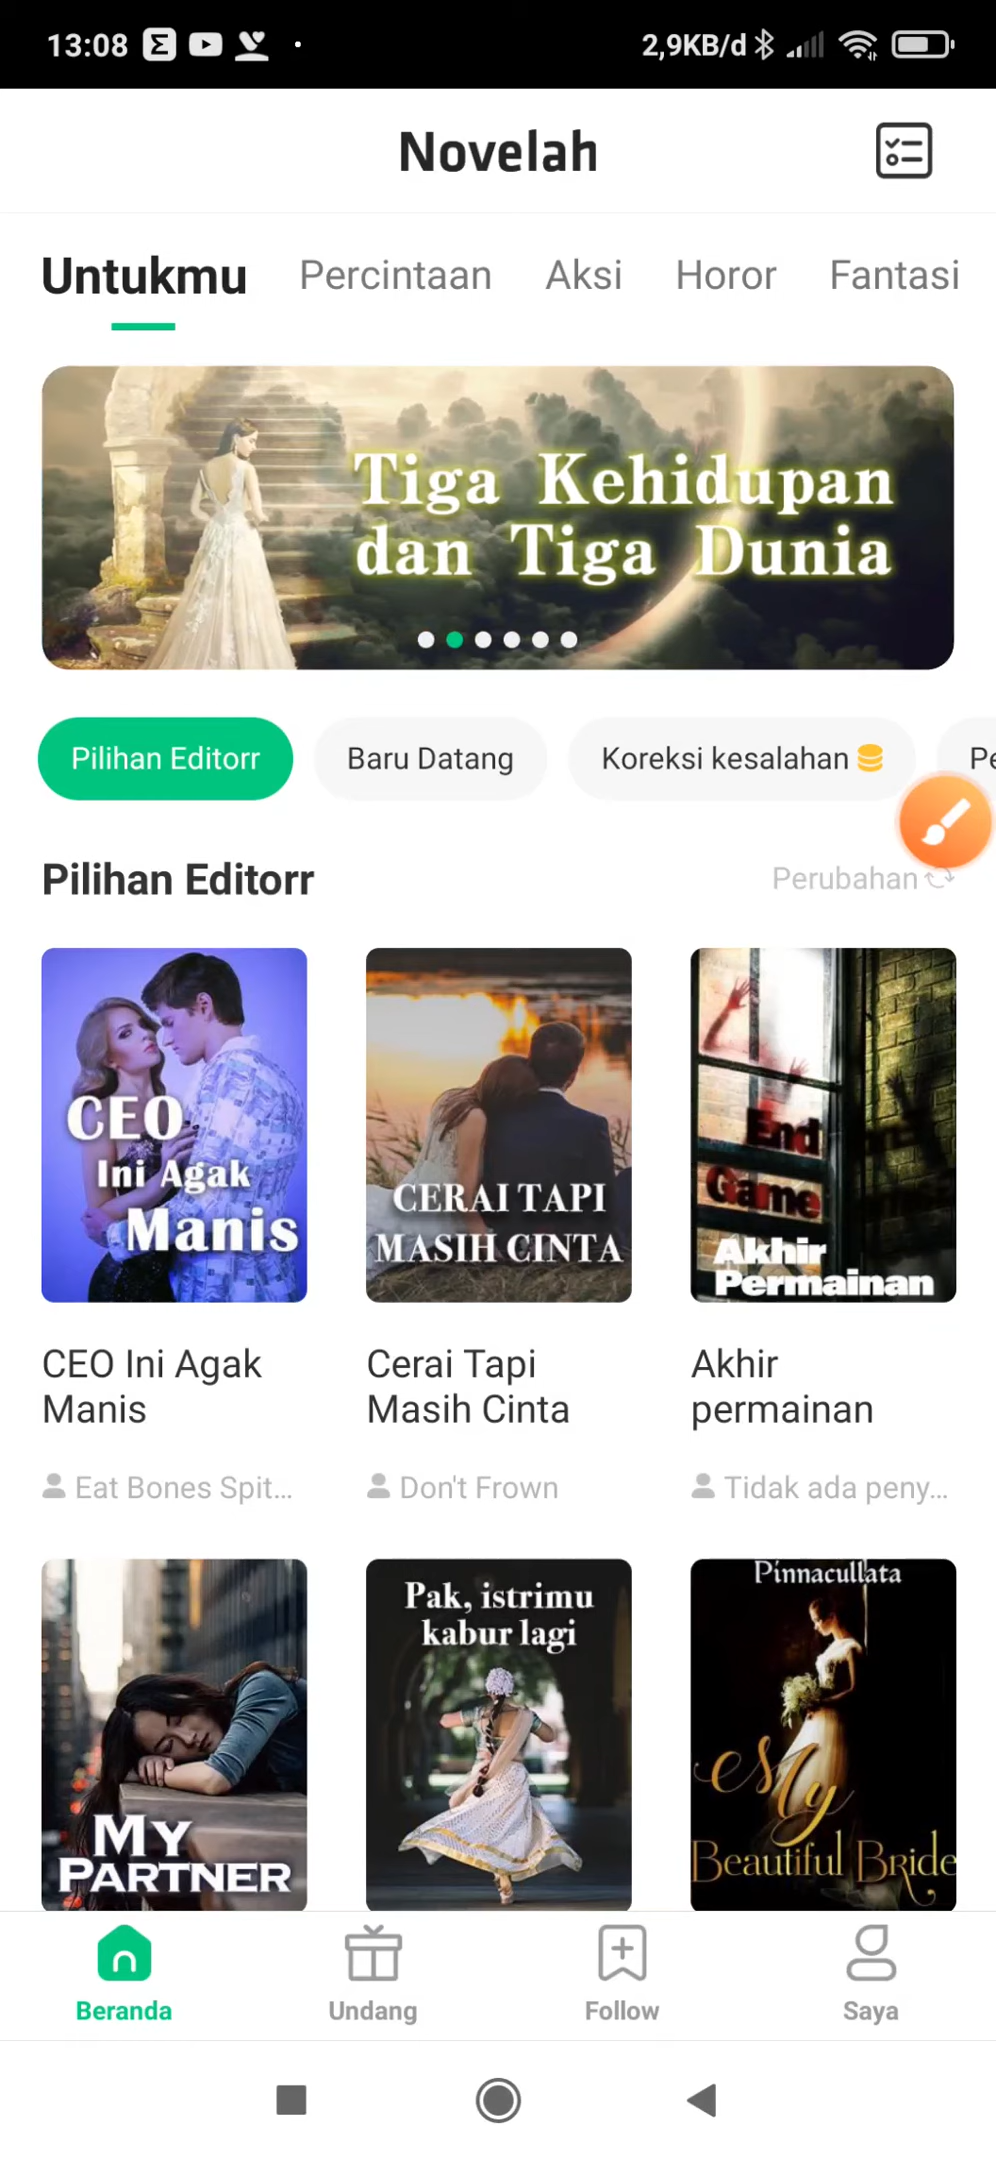 13:08
2,9KB/d
Novelah
Untukmu Percintaan Aksi Horor Fantasi
Tiga Kehidupan
dan Tiga Dunia
Pilihan Editorr Baru Datang Koreksi kesalahan Pe
Pilihan Editorr Perubahan
CEO
Ini Agak
Manis
CERAI TAPI
MASIH CINTA
End
Game
Akhir
Permainan
CEO Ini Agak
Manis
Cerai Tapi
Masih Cinta
Akhir
permainan
Eat Bones Spit...
Don't Frown
Tidak ada peny...
MY
PARTNER
Pak, istrimu
kabur lagi
Pinnacullata
My
Beautiful Bride
Beranda Undang Follow Saya